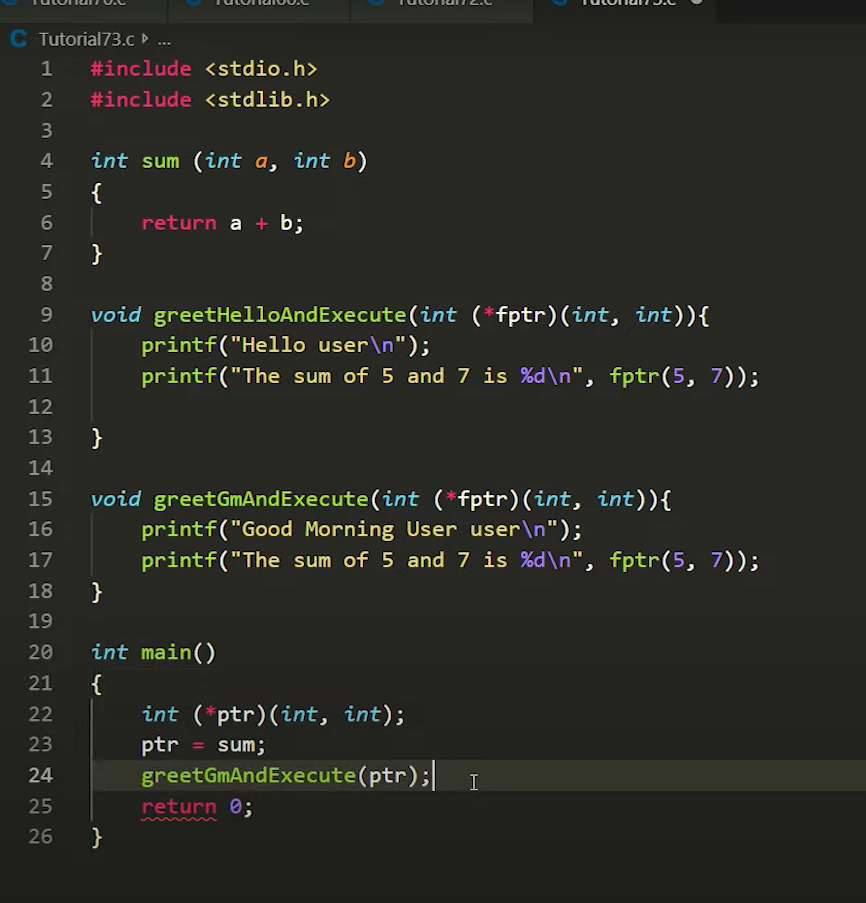 Tutorial73.c
C Tutorial73.c ...
1 #include <stdio.h>
2 #include <stdlib.h>
3
4 int sum (int a, int b)
5 {
6     return a + b;
7 }
8
9 void greetHelloAndExecute(int (*fptr)(int, int)){
10     printf("Hello user\n");
11     printf("The sum of 5 and 7 is %d\n", fptr(5, 7));
12
13 }
14
15 void greetGmAndExecute(int (*fptr)(int, int)){
16     printf("Good Morning User user\n");
17     printf("The sum of 5 and 7 is %d\n", fptr(5, 7));
18 }
19
20 int main()
21 {
22     int (*ptr)(int, int);
23     ptr = sum;
24     greetGmAndExecute(ptr);
25     return 0;
26 }